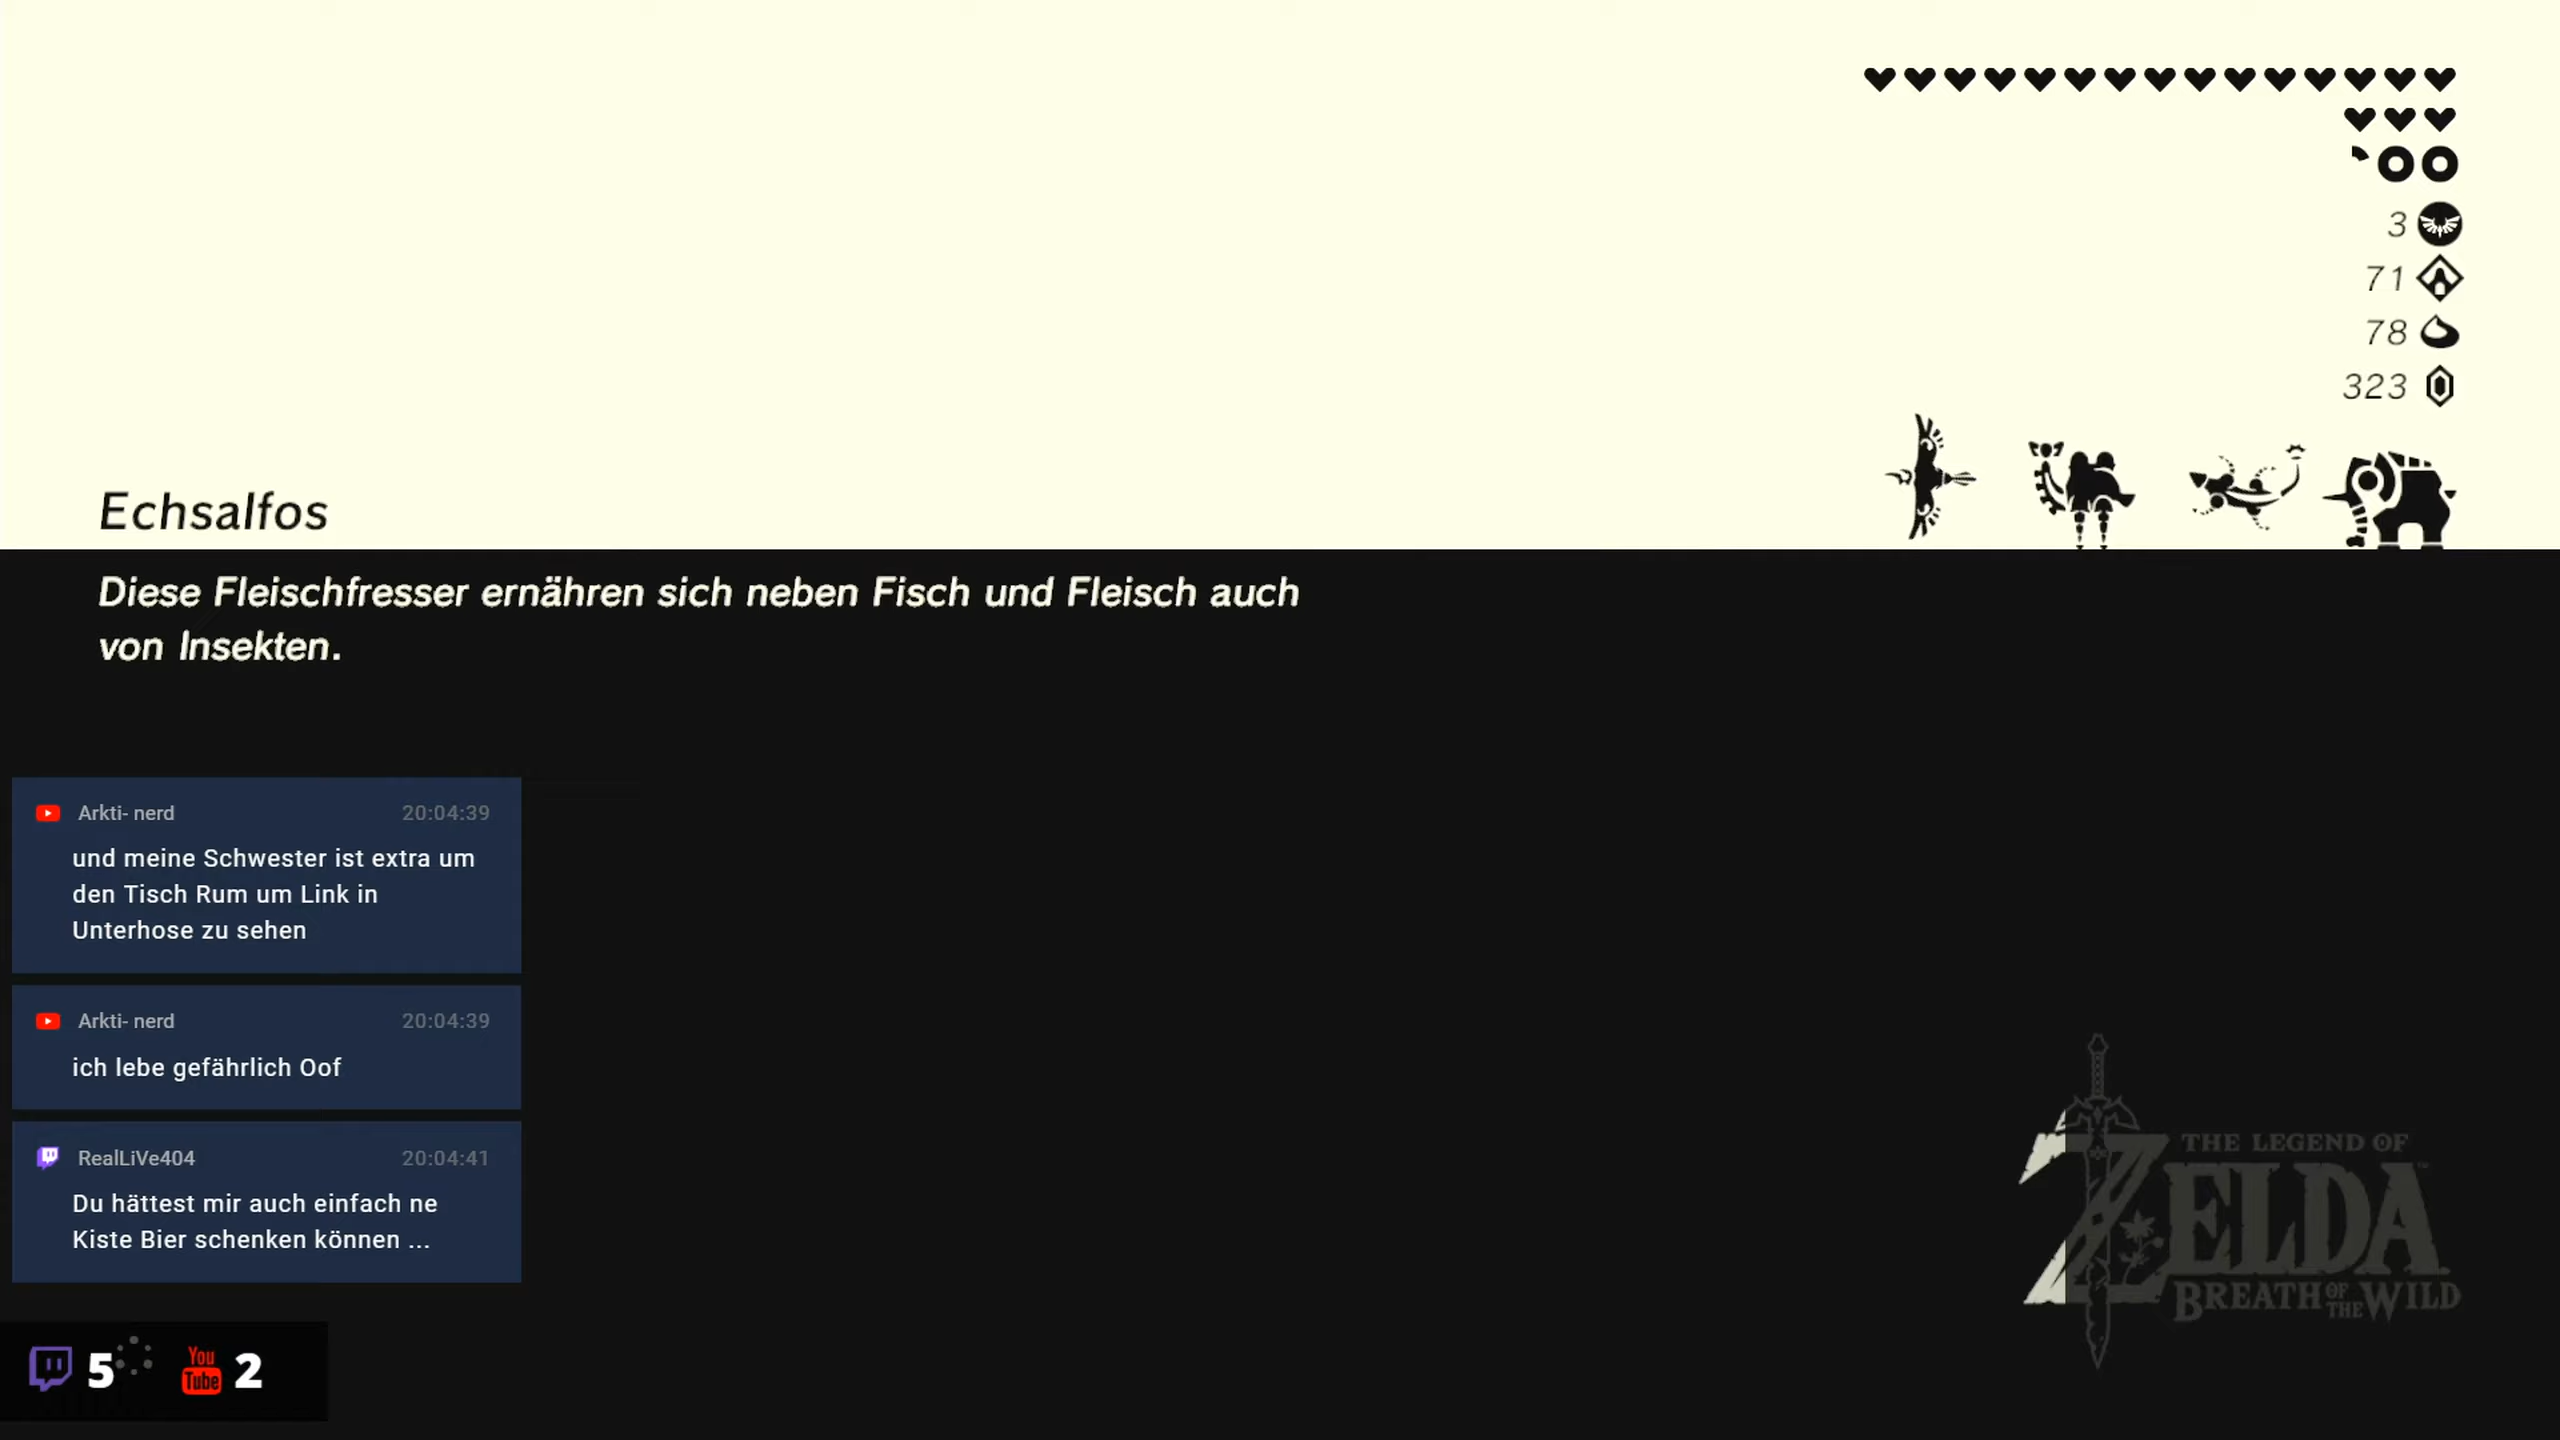 3
71
78
323
Echsalfos
Diese Fleischfresser ernähren sich neben Fisch und Fleisch auch
von Insekten.
Arkti- nerd 20:04:39
und meine Schwester ist extra um
den Tisch Rum um Link in
Unterhose zu sehen
Arkti- nerd 20:04:39
ich lebe gefährlich Oof
RealLiVe404 20:04:41
Du hättest mir auch einfach ne
Kiste Bier schenken können ...
5 You Tube 2
THE LEGEND OF
ZELDA
BREATH OF THE WILD